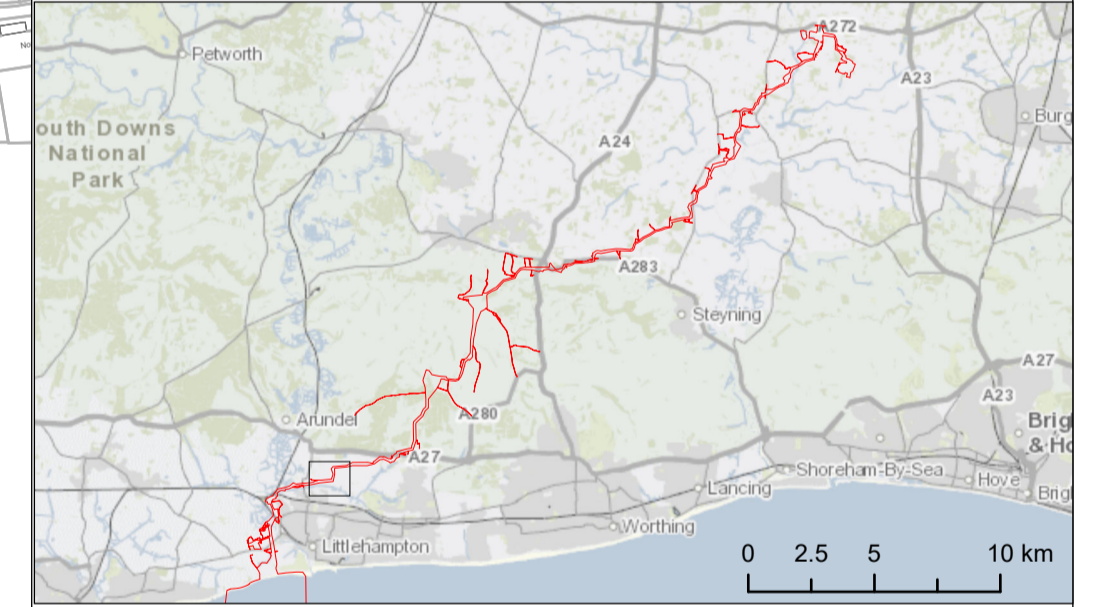 No
Petworth
A272
A23
Burg
outh Downs
National
Park
A24
A283
Steyning
A27
A23
Arundel
A280
Brig
& Ho
A27
Shoreham-By-Sea
Hove
Lancing
Brig
Worthing
Littlehampton
0 2.5 5 10 km